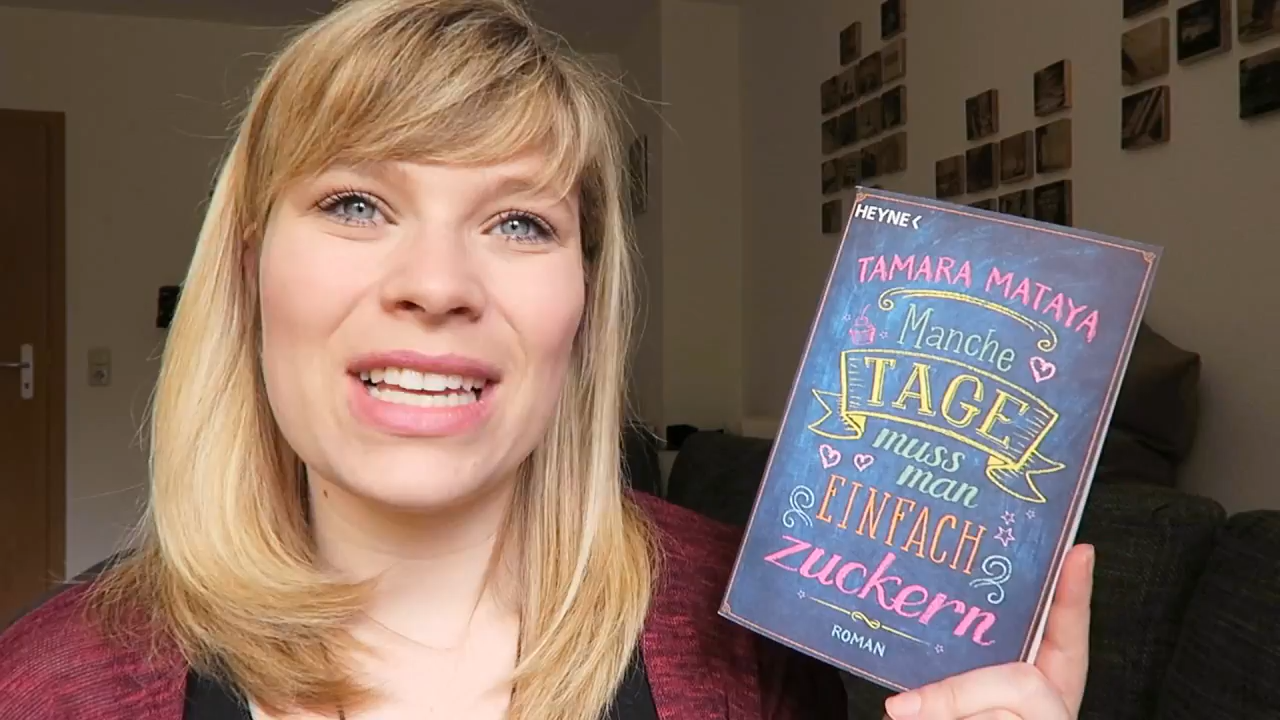 HEYNE<
TAMARA MATAYA
Manche
TAGE
muss
man
EINFACH
zuckern
ROMAN